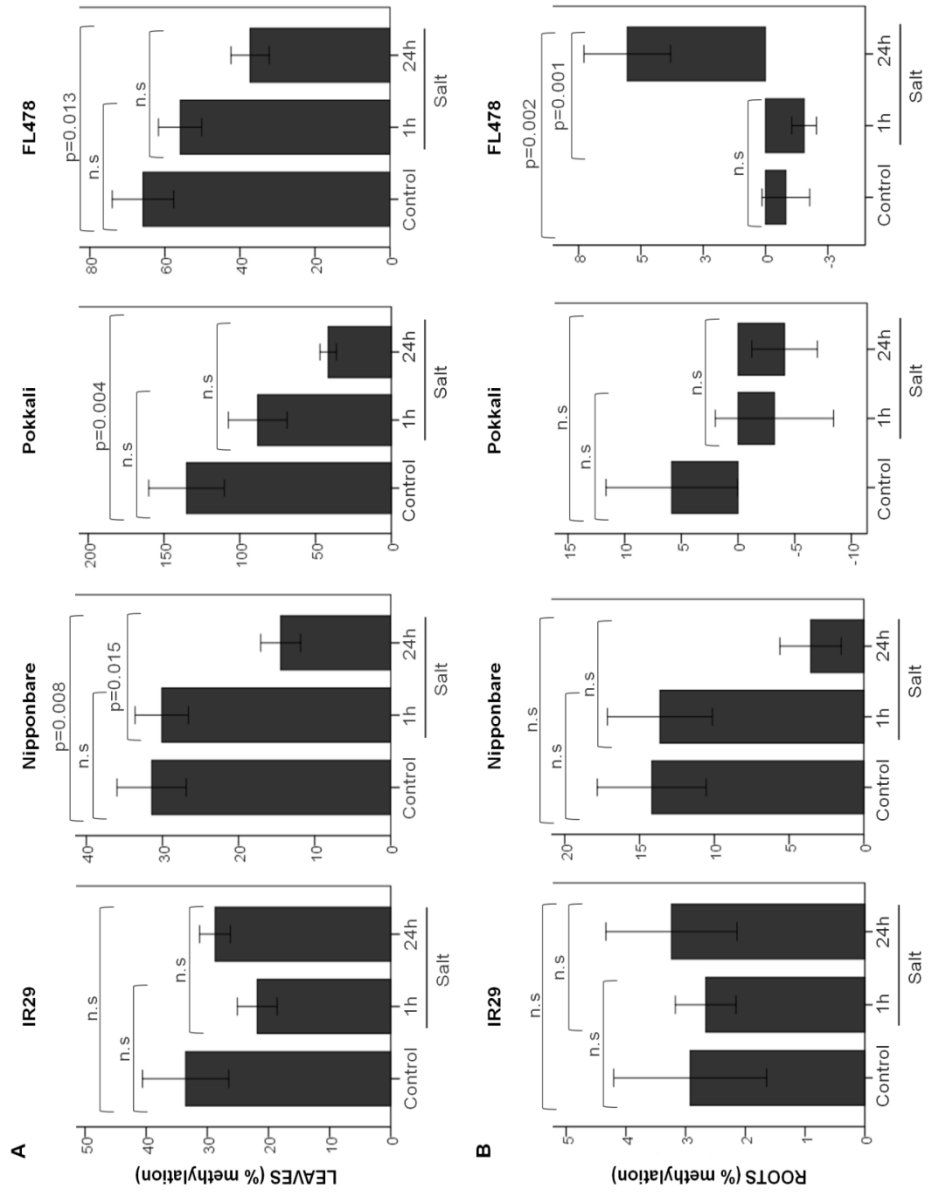 A
IR29
Nipponbare
Pokkali
FL478
LEAVES (% methylation)
50
40
30
20
10
0
n.s
n.s
n.s
Control
1h
24h
Salt
40
30
20
10
0
p=0.008
n.s
p=0.015
Control
1h
24h
Salt
200
150
100
50
0
p=0.004
n.s
n.s
Control
1h
24h
Salt
80
60
40
20
0
p=0.013
n.s
n.s
Control
1h
24h
Salt
B
IR29
Nipponbare
Pokkali
FL478
ROOTS (% methylation)
5
4
3
2
1
0
n.s
n.s
n.s
Control
1h
24h
Salt
20
15
10
5
0
n.s
n.s
n.s
Control
1h
24h
Salt
15
10
5
0
-5
-10
n.s
n.s
n.s
Control
1h
24h
Salt
8
5
3
0
-3
p=0.002
p=0.001
n.s
Control
1h
24h
Salt